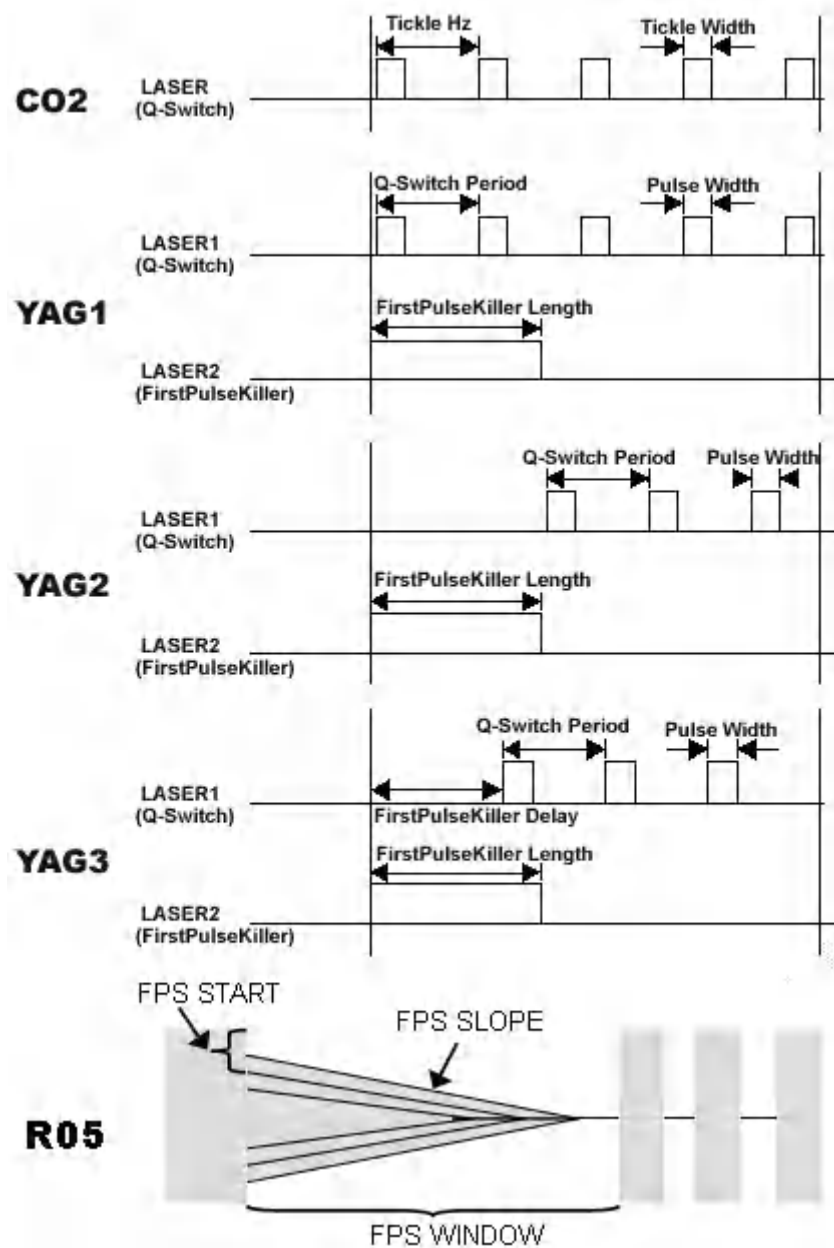 Tickle Hz
Tickle Width
CO2
LASER
(Q-Switch)
Q-Switch Period
Pulse Width
LASER1
(Q-Switch)
YAG1
FirstPulseKiller Length
LASER2
(FirstPulseKiller)
Q-Switch Period
Pulse Width
LASER1
(Q-Switch)
YAG2
FirstPulseKiller Length
LASER2
(FirstPulseKiller)
Q-Switch Period
Pulse Width
LASER1
(Q-Switch)
FirstPulseKiller Delay
YAG3
FirstPulseKiller Length
LASER2
(FirstPulseKiller)
FPS START
FPS SLOPE
R05
FPS WINDOW